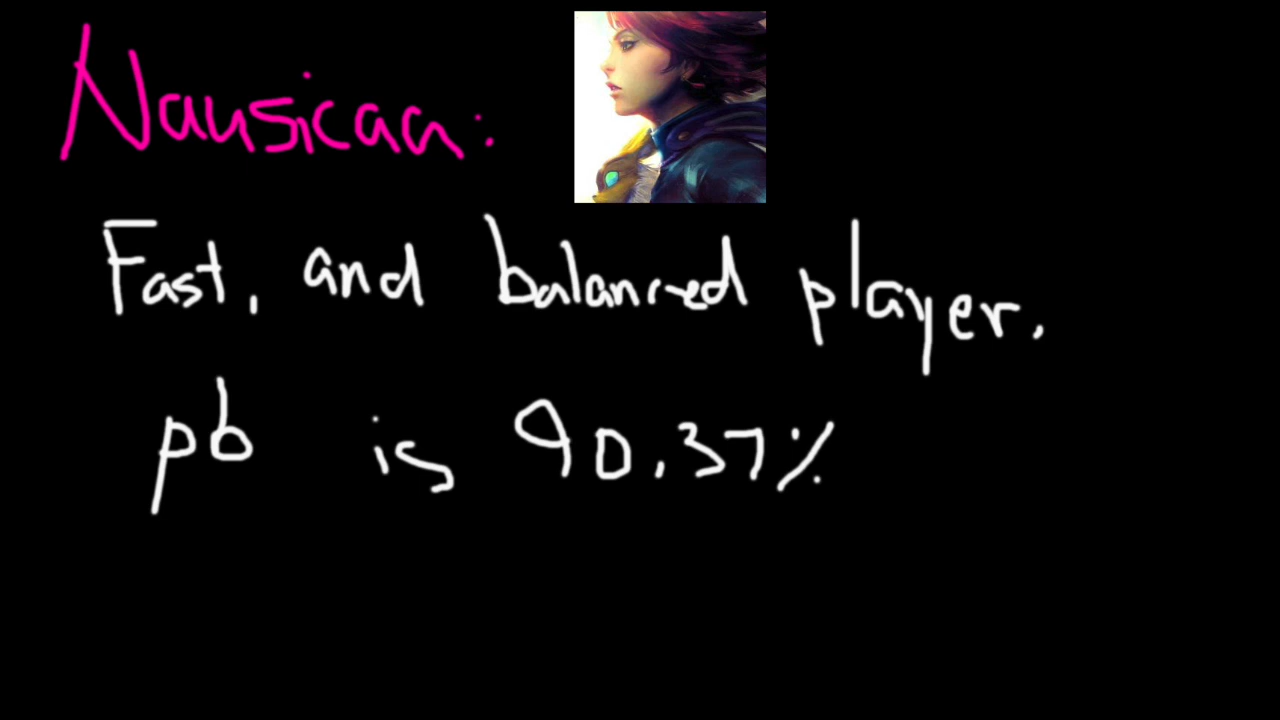 Nausicaa:
Fast, and balanced player.
pb is 90.37%